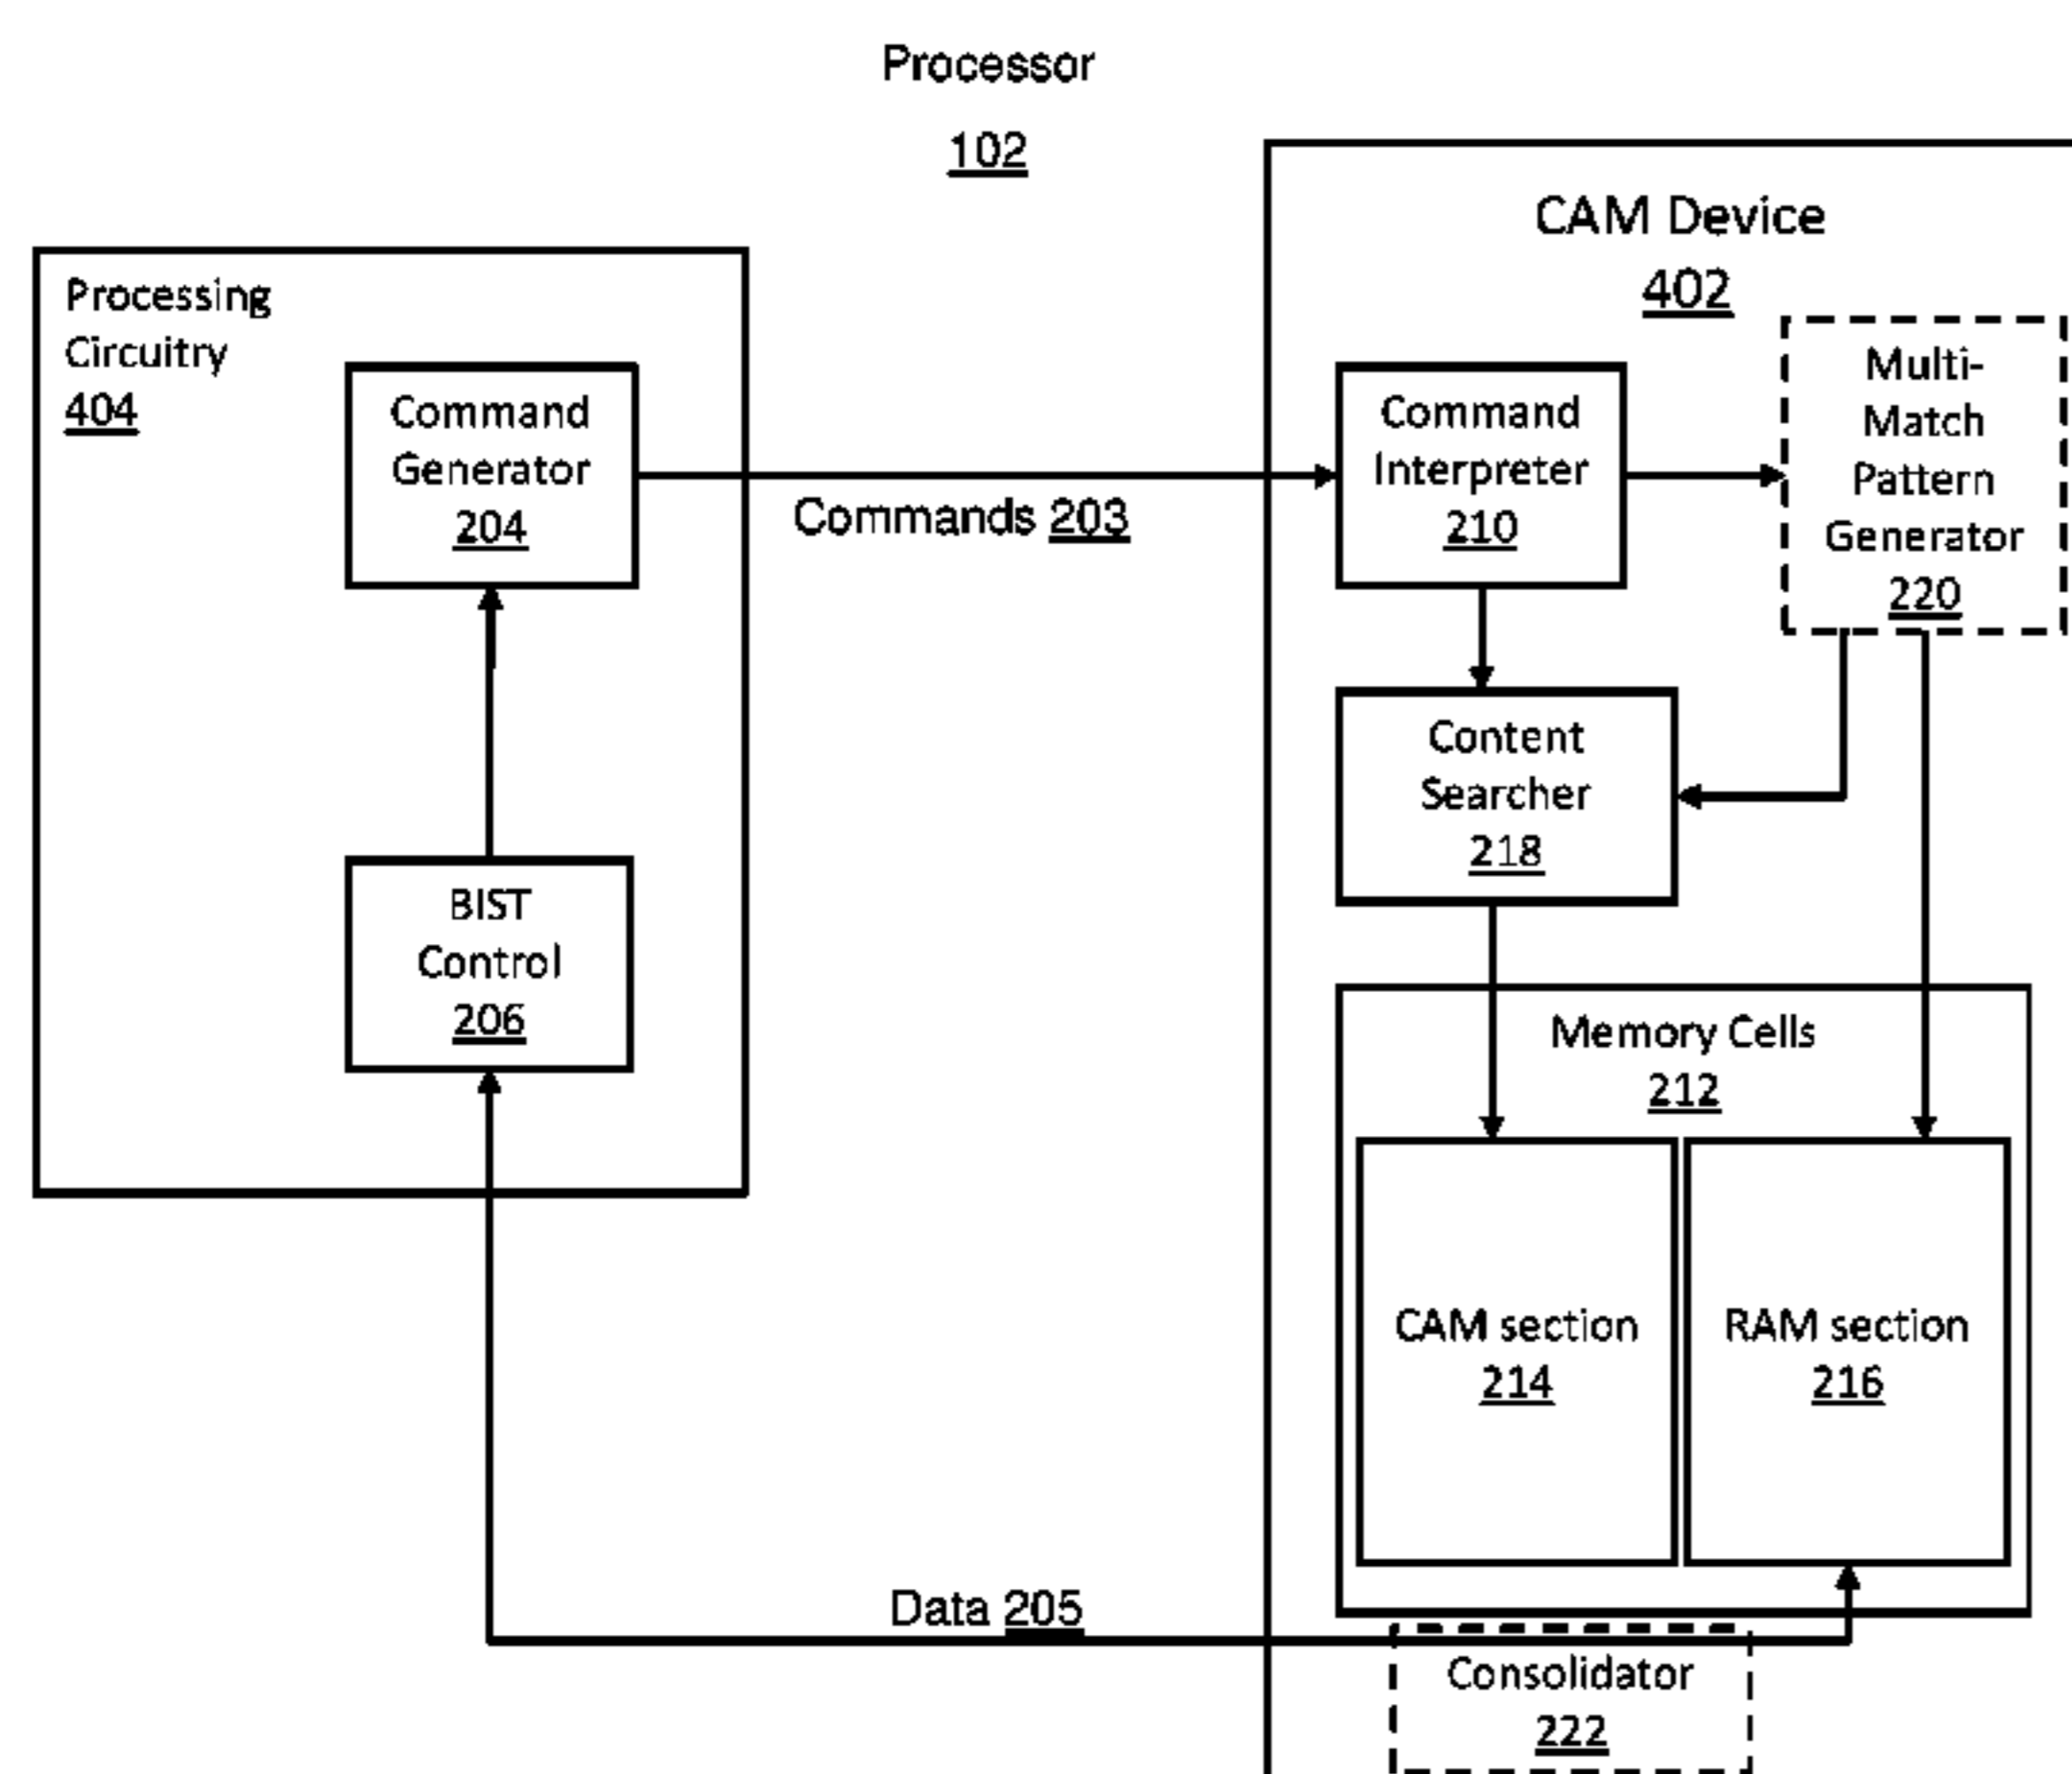 Processor
102
Processing
Circuitry
404
Command
Generator
204
BIST
Control
206
Commands 203
Data 205
CAM Device
402
Command
Interpreter
210
Multi-
Match
Pattern
Generator
220
Content
Searcher
218
Memory Cells
212
CAM section
214
RAM section
216
Consolidator
222